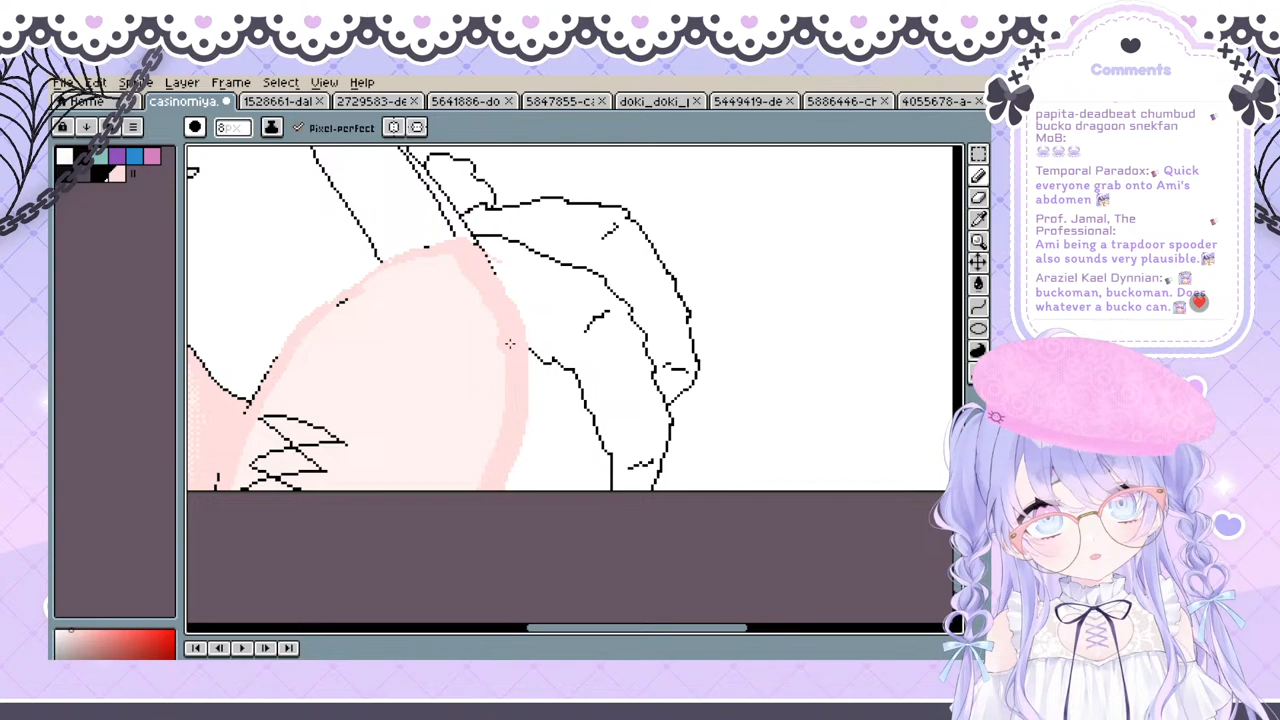 File Edit Sprite Layer Frame Select View Help
Home casinomiya. 1528661-dal 2729583-de 5641886-do 5847855-ca doki_doki_ 5449419-de 5886446-ch 4055678-a-
8px Pixel-perfect
Comments
papita-deadbeat chumbud
bucko dragoon snekfan
MoB:
Temporal Paradox: Quick
everyone grab onto Ami's
abdomen
Prof. Jamal, The
Professional:
Ami being a trapdoor spooder
also sounds very plausible.
Araziel Kael Dynnian:
buckoman, buckoman. Does
whatever a bucko can.